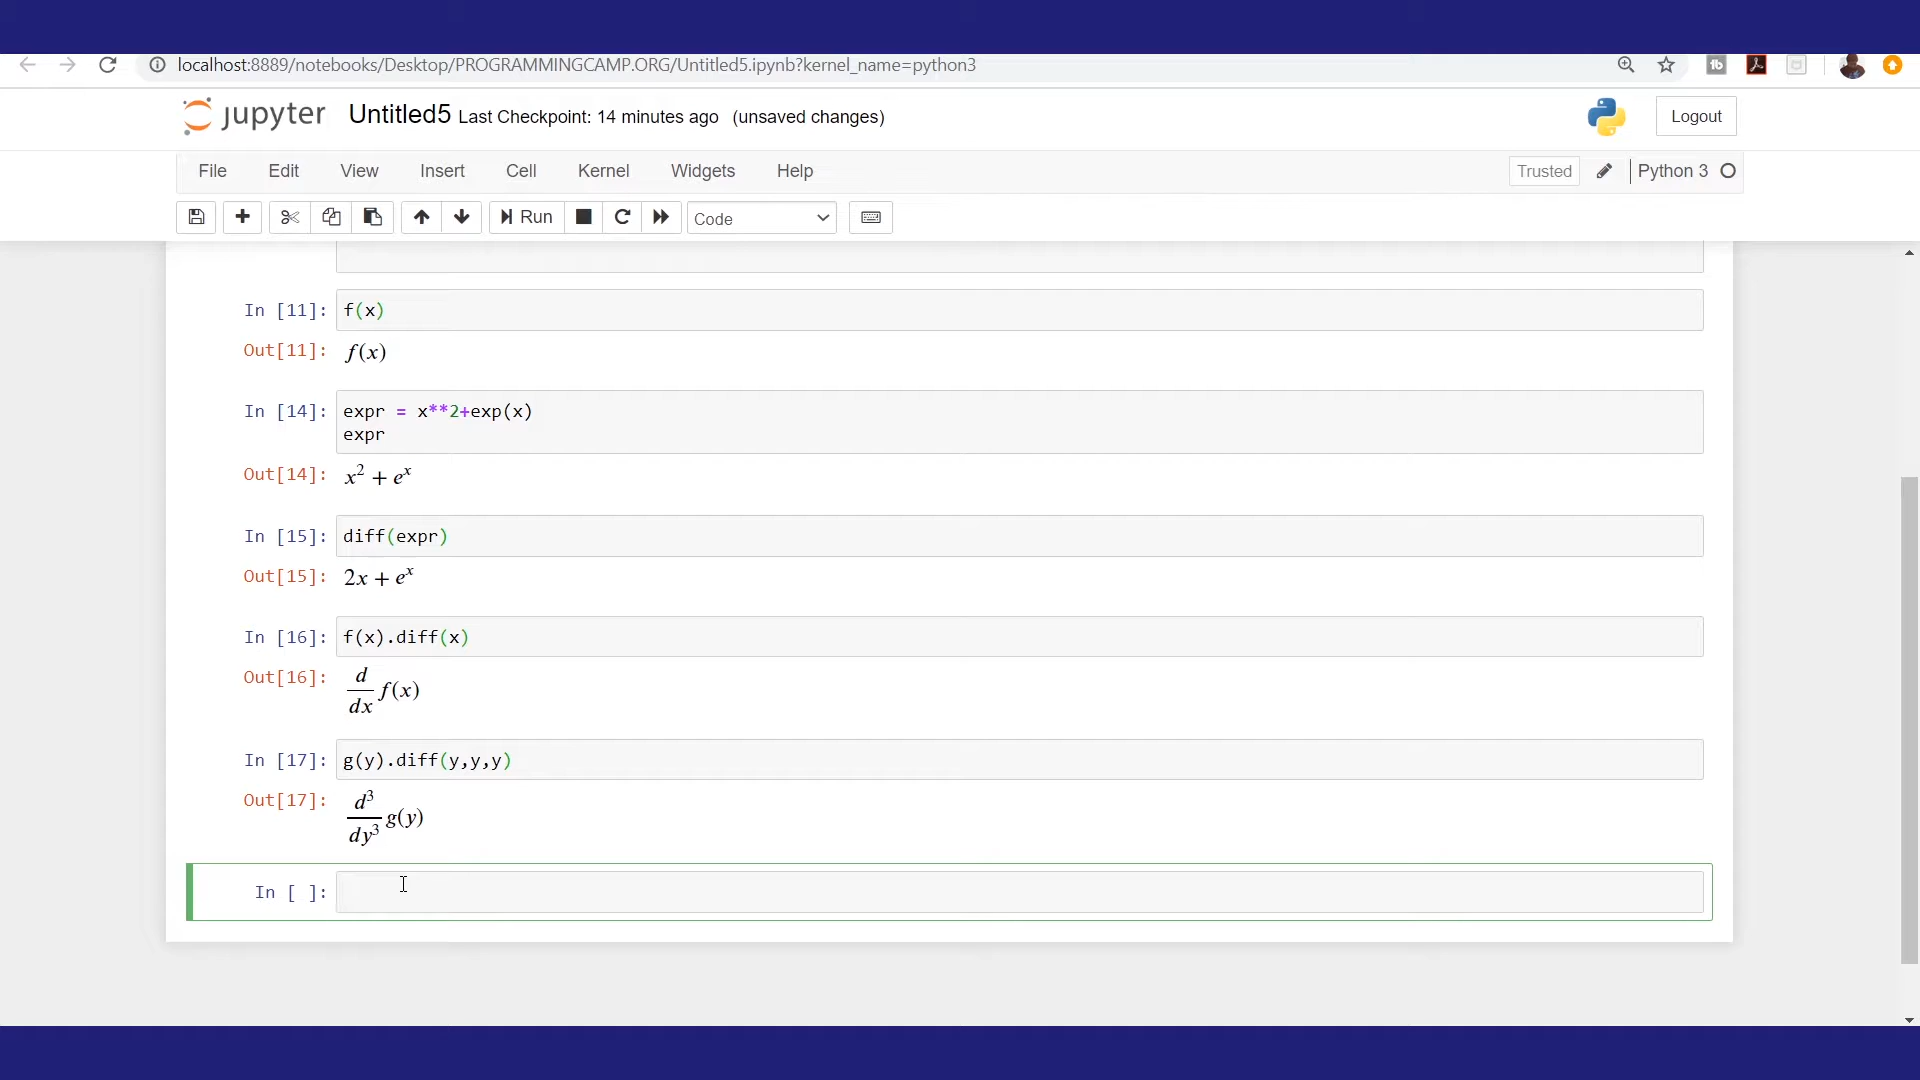 localhost:8889/notebooks/Desktop/PROGRAMMINGCAMP.ORG/Untitled5.ipynb?kernel_name=python3
jupyter Untitled5 Last Checkpoint: 14 minutes ago (unsaved changes) Logout
File Edit View Insert Cell Kernel Widgets Help Trusted Python 3
Run Code
In [11]: f(x)
Out[11]: f(x)
In [14]: expr = x**2+exp(x)
expr
Out[14]: x² + eˣ
In [15]: diff(expr)
Out[15]: 2x + eˣ
In [16]: f(x).diff(x)
Out[16]: d/dx f(x)
In [17]: g(y).diff(y,y,y)
Out[17]: d³/dy³ g(y)
In [ ]: